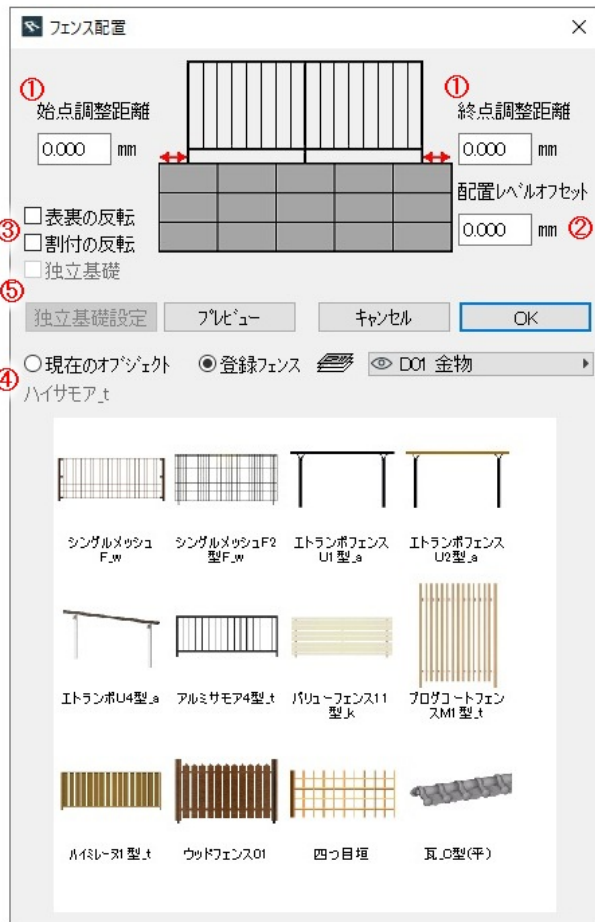 フェンス配置
①
①
始点調整距離
終点調整距離
0.000 mm
0.000 mm
配置レベルオフセット
0.000 mm ②
③
表裏の反転
割付の反転
独立基礎
⑤
独立基礎設定 プレビュー キャンセル OK
④
現在のオブジェクト 登録フェンス D01 金物
ハイサモア_t
シングルメッシュ
F_w
シングルメッシュF2
型F_w
エトランポフェンス
U1型_a
エトランポフェンス
U2型_a
エトランポU4型_a
アルミサモア4型_t
バリューフェンス11
型_k
プログコートフェン
スM1型_t
ハイミレーヌ1型_t
ウッドフェンス01
四つ目垣
瓦_C型(平)